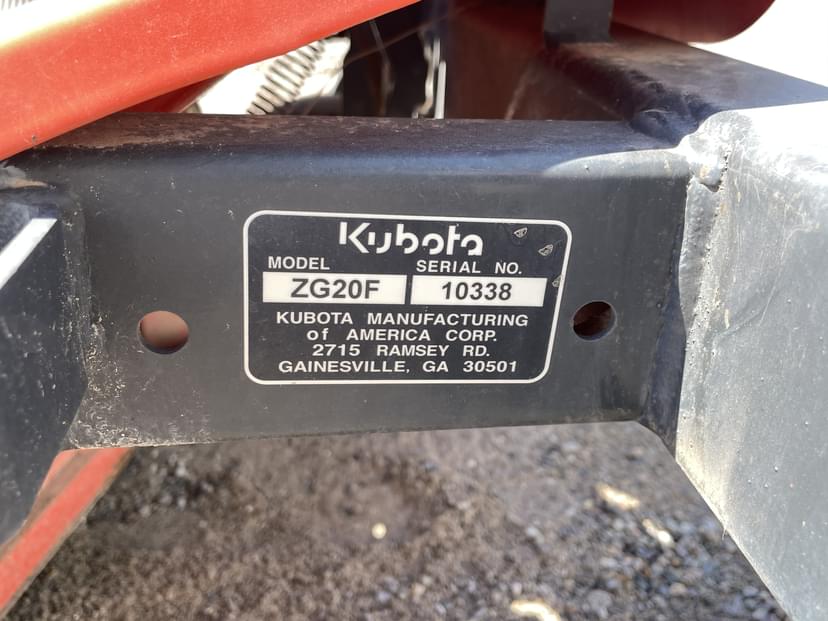 Kubota
MODEL SERIAL NO.
ZG20F 10338
KUBOTA MANUFACTURING
of AMERICA CORP.
2715 RAMSEY RD.
GAINESVILLE, GA 30501